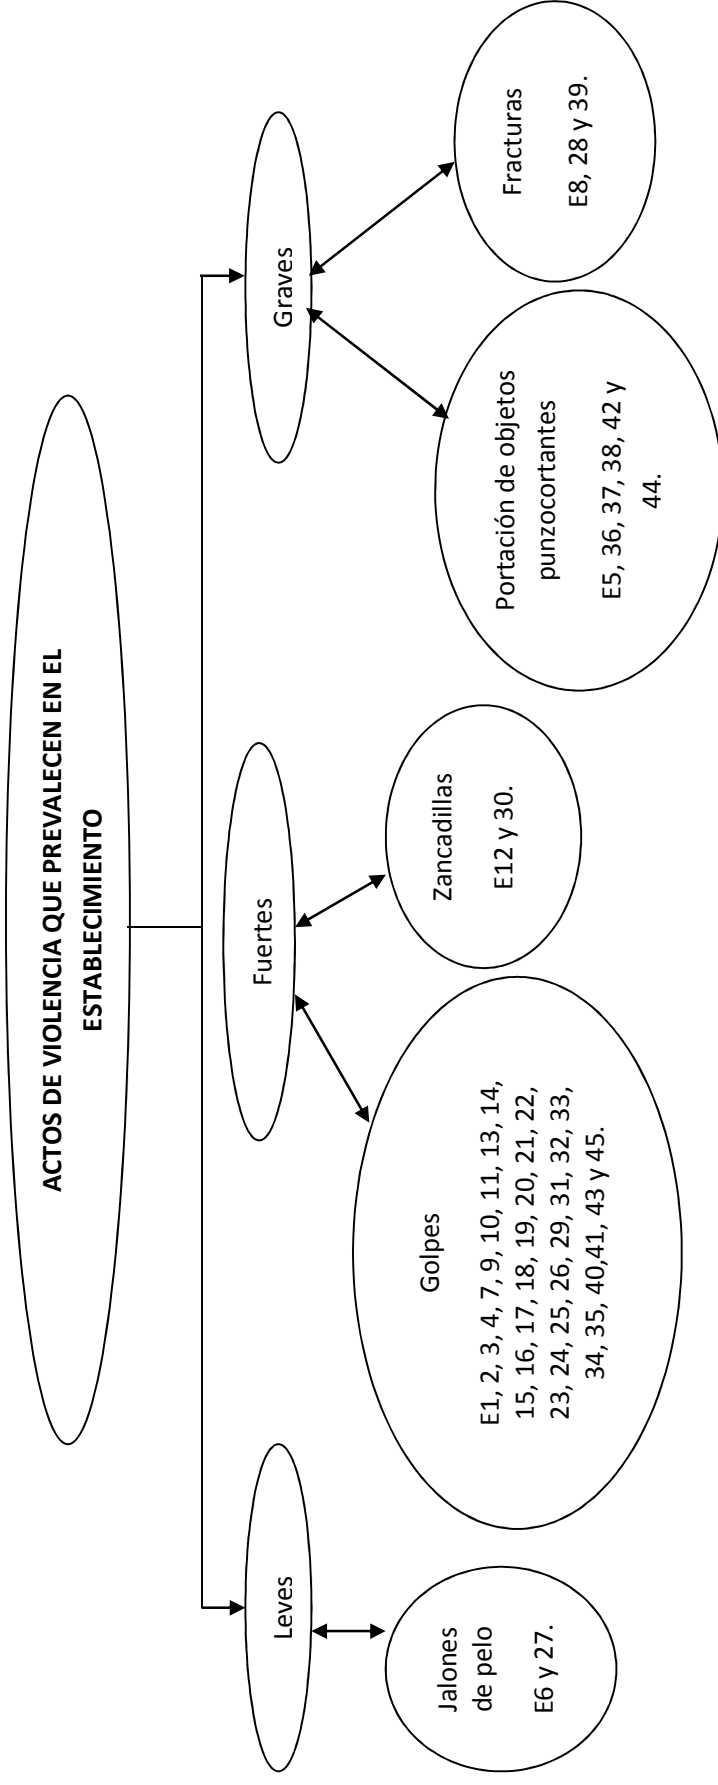 ACTOS DE VIOLENCIA QUE PREVALECEN EN EL
ESTABLECIMIENTO
Leves
Fuertes
Graves
Jalones
de pelo
E6 y 27.
Golpes
E1, 2, 3, 4, 7, 9, 10, 11, 13, 14,
15, 16, 17, 18, 19, 20, 21, 22,
23, 24, 25, 26, 29, 31, 32, 33,
34, 35, 40,41, 43 y 45.
Zancadillas
E12 y 30.
Portación de objetos
punzocortantes
E5, 36, 37, 38, 42 y
44.
Fracturas
E8, 28 y 39.